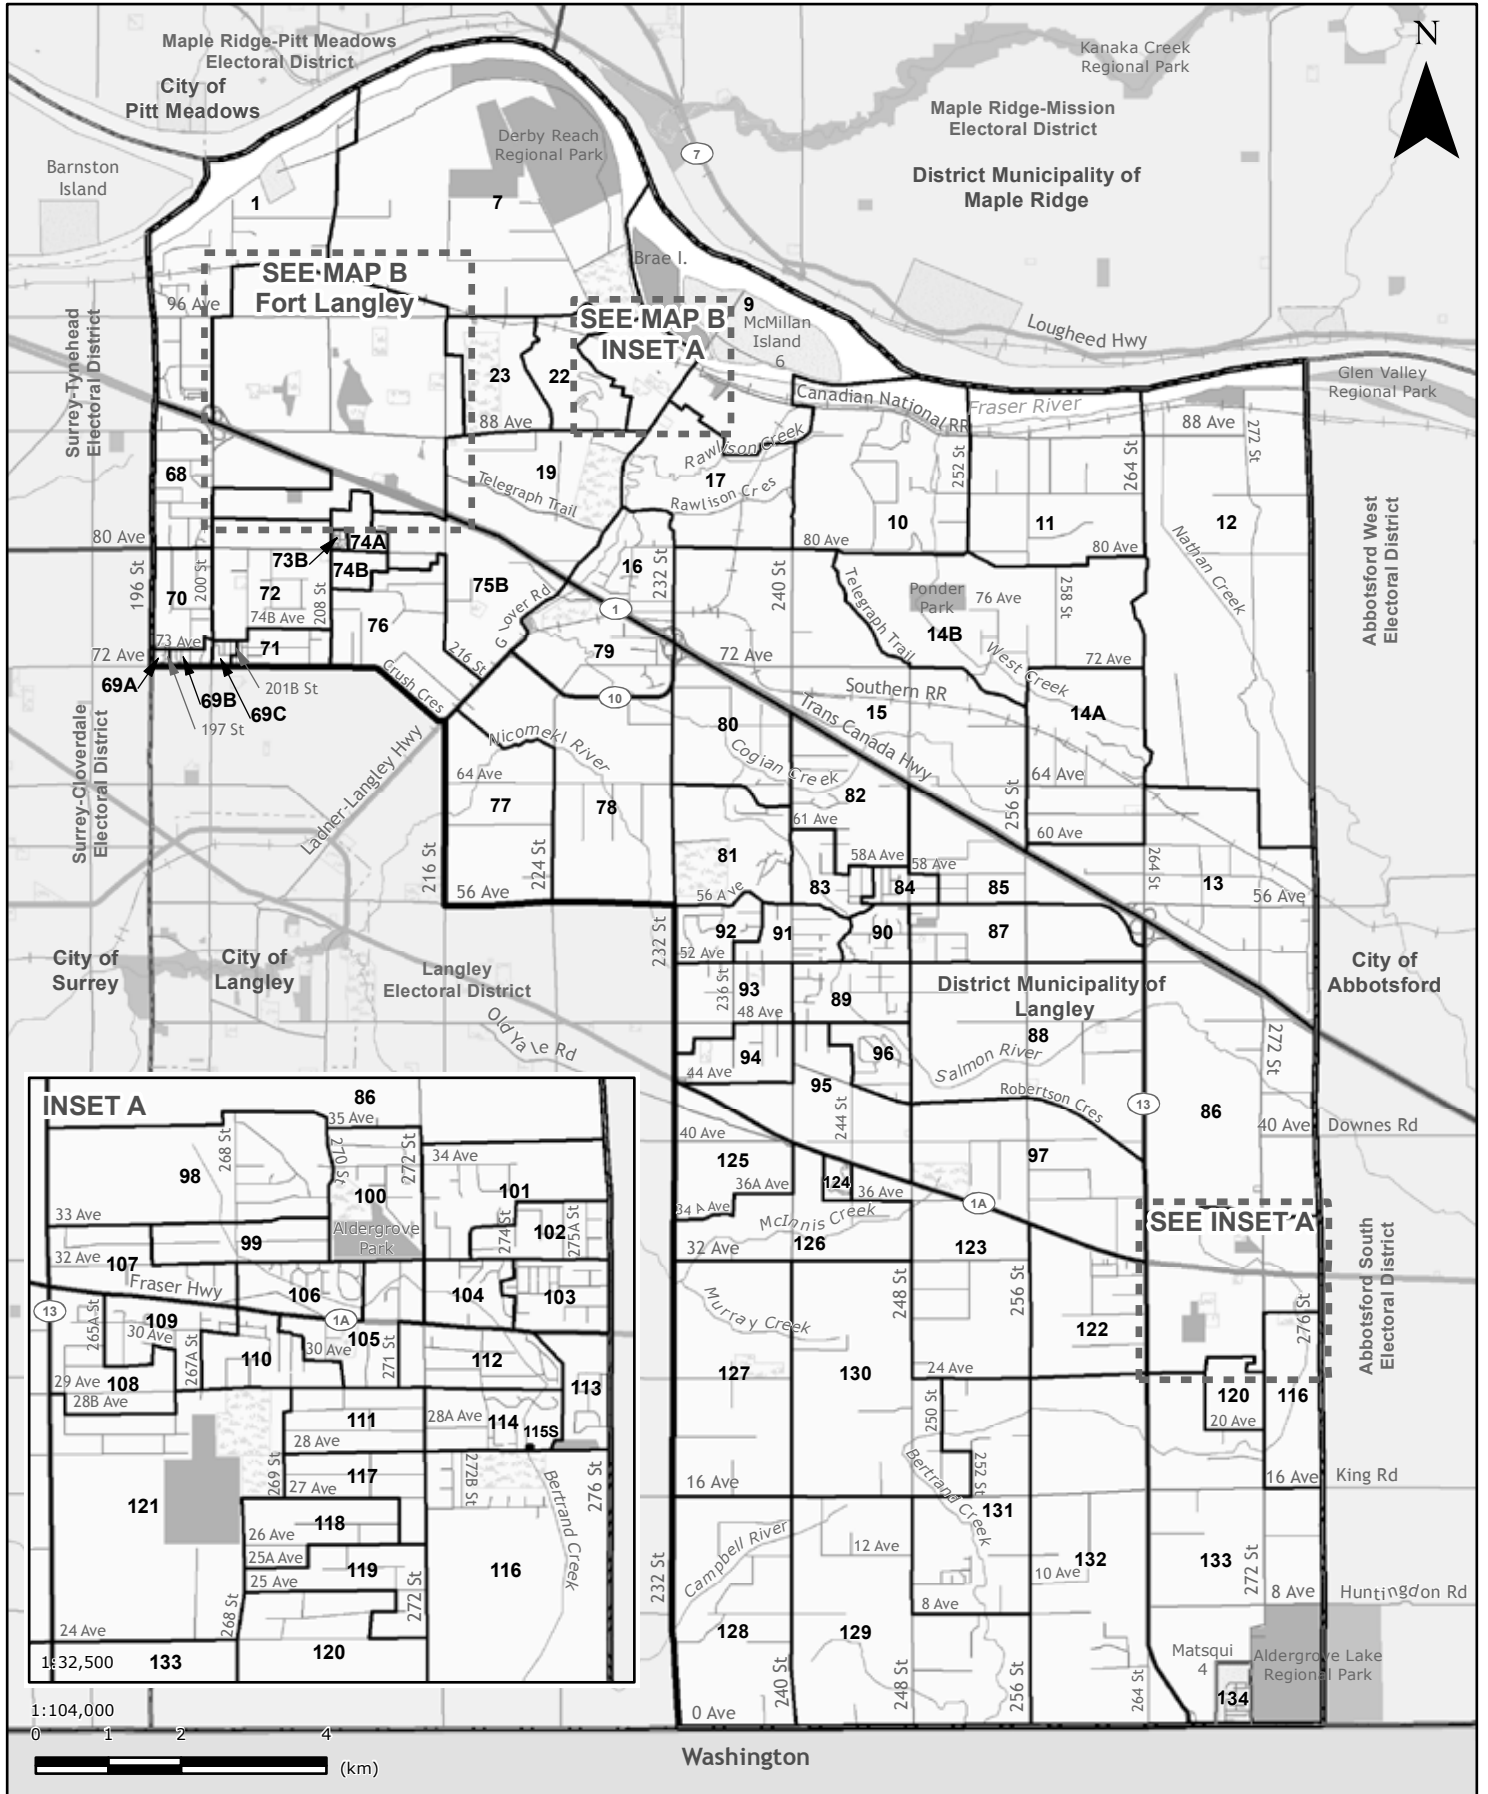 Maple Ridge-Pitt Meadows
Electoral District
City of
Pitt Meadows
Kanaka Creek
Regional Park
N
Maple Ridge-Mission
Electoral District
District Municipality of
Maple Ridge
Barnston
Island
Derby Reach
Regional Park
7
1
7
Brae I.
SEE MAP B
Fort Langley
96 Ave
SEE MAP B
INSET A
9
McMillan
Island
6
Lougheed Hwy
Glen Valley
Regional Park
Surrey-Tynehead
Electoral District
23
22
88 Ave
Canadian National RR
Fraser River
88 Ave
272 St
68
19
Telegraph Trail
Rawlison Creek
17
Rawlison Cres
252 St
264 St
10
11
12
Nathan Creek
Abbotsford West
Electoral District
80 Ave
73B
74A
74B
80 Ave
80 Ave
196 St
200 St
70
72
74B Ave
208 St
75B
Glover Rd
16
232 St
240 St
Telegraph Trail
Ponder
Park
76 Ave
258 St
14B
76
1
73 Ave
72 Ave
71
216 St
79
72 Ave
West Creek
72 Ave
69A
69B
69C
201B St
197 St
Crush Cres
10
Southern RR
15
14A
Surrey-Cloverdale
Electoral District
Ladner-Langley Hwy
Nicomekl River
80
Trans Canada Hwy
Cogian Creek
64 Ave
64 Ave
77
78
82
256 St
61 Ave
60 Ave
216 St
224 St
81
58A Ave
58 Ave
264 St
13
56 Ave
56 Ave
83
84
85
56 Ave
232 St
92
91
90
87
52 Ave
City of
Surrey
City of
Langley
Langley
Electoral District
City of
Abbotsford
236 St
93
89
District Municipality of
Langley
48 Ave
Old Yale Rd
88
272 St
94
96
Salmon River
44 Ave
95
Robertson Cres
13
86
244 St
40 Ave
40 Ave
Downes Rd
125
97
36A Ave
124
36 Ave
34 A Ave
McInnis Creek
1A
SEE INSET A
32 Ave
126
123
Abbotsford South
Electoral District
248 St
256 St
Murray Creek
276 St
122
127
130
24 Ave
120
116
250 St
20 Ave
Bertrand Creek
252 St
16 Ave
16 Ave
King Rd
131
Campbell River
12 Ave
132
10 Ave
133
272 St
232 St
8 Ave
8 Ave
Huntingdon Rd
128
129
Matsqui
4
Aldergrove Lake
Regional Park
240 St
248 St
256 St
264 St
134
0 Ave
Washington
INSET A
86
35 Ave
268 St
270 St
272 St
34 Ave
98
100
101
33 Ave
Aldergrove
Park
274 St
102
275A St
99
32 Ave
107
Fraser Hwy
106
104
103
13
1A
265A St
109
30 Ave
105
267A St
110
30 Ave
271 St
112
29 Ave
108
113
28B Ave
111
28A Ave
114
115S
28 Ave
269 St
117
27 Ave
272B St
Bertrand Creek
276 St
121
118
26 Ave
25A Ave
119
25 Ave
116
272 St
268 St
24 Ave
120
1:32,500
133
1:104,000
0
1
2
4
(km)